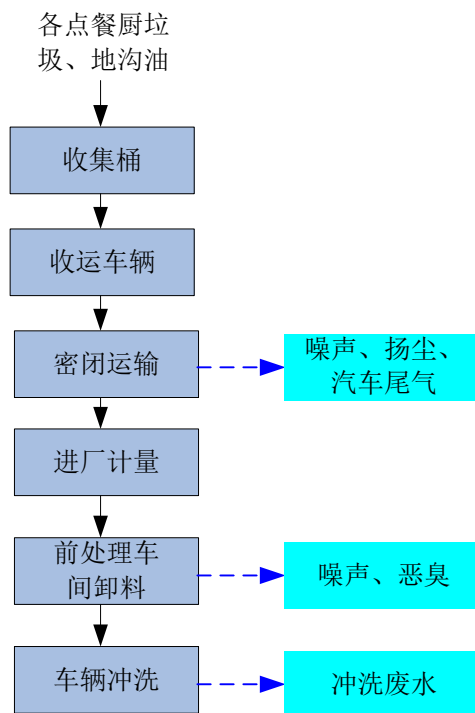 各点餐厨垃
圾、地沟油
收集桶
收运车辆
密闭运输
噪声、扬尘、
汽车尾气
进厂计量
前处理车
间卸料
噪声、恶臭
车辆冲洗
冲洗废水